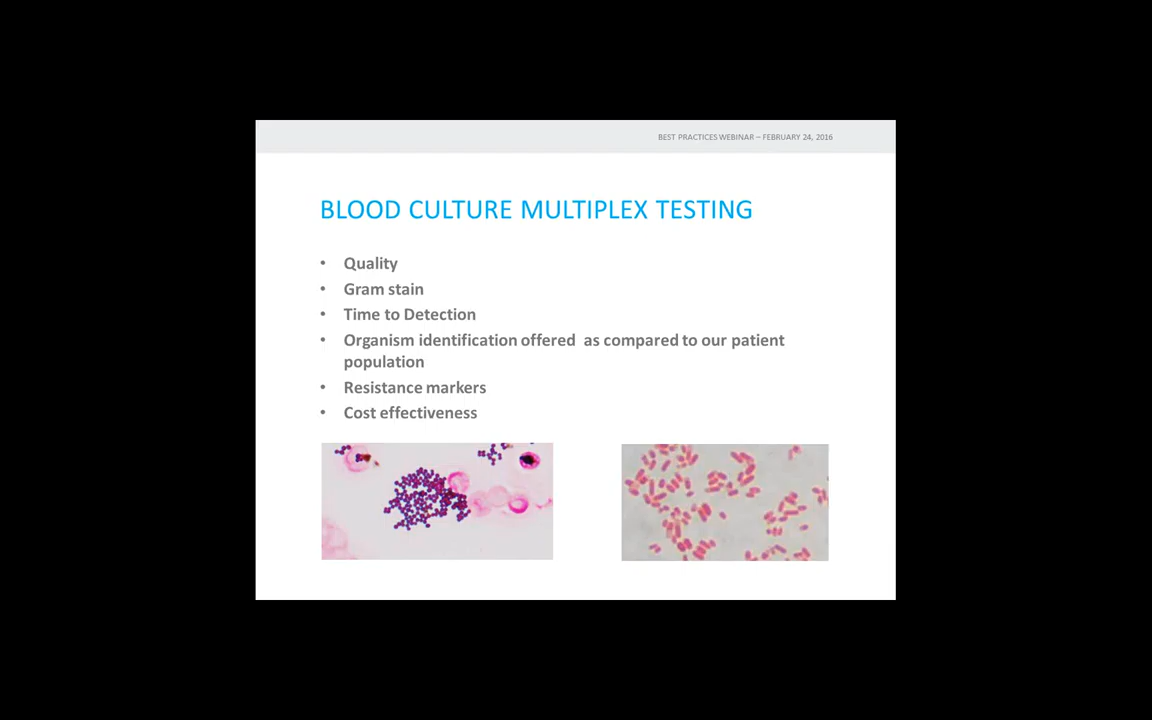 BEST PRACTICES WEBINAR – FEBRUARY 24, 2016
BLOOD CULTURE MULTIPLEX TESTING
• Quality
• Gram stain
• Time to Detection
• Organism identification offered as compared to our patient
population
• Resistance markers
• Cost effectiveness